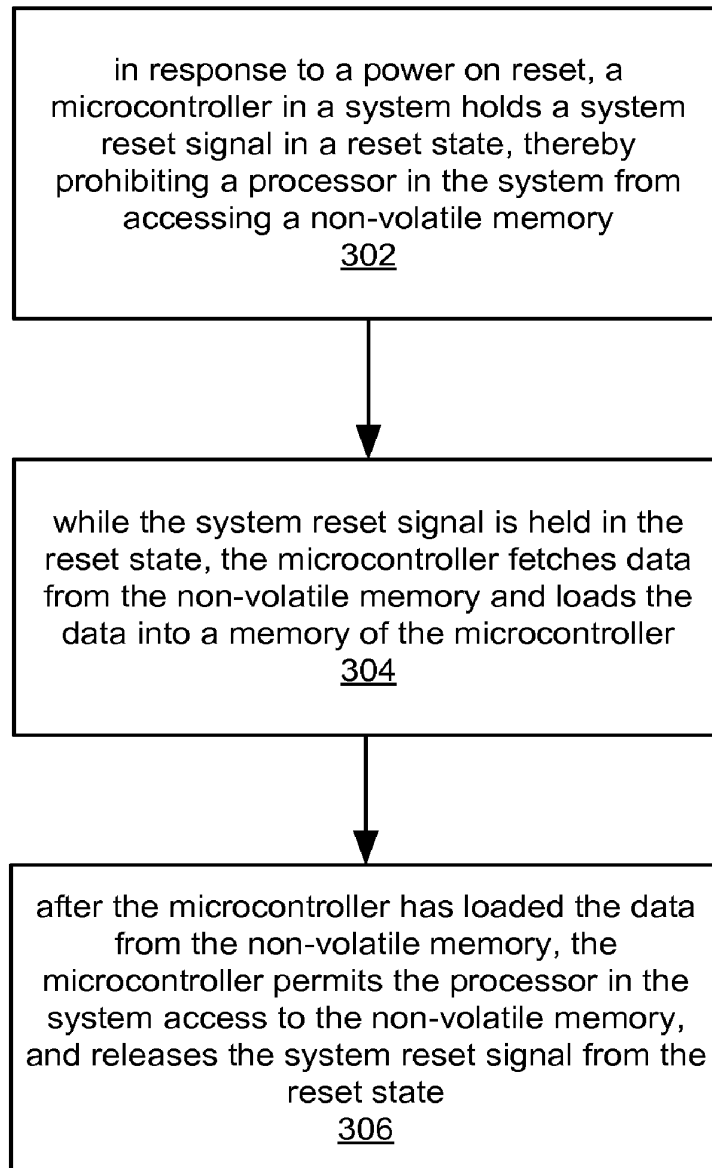 in response to a power on reset, a
microcontroller in a system holds a system
reset signal in a reset state, thereby
prohibiting a processor in the system from
accessing a non-volatile memory
302
while the system reset signal is held in the
reset state, the microcontroller fetches data
from the non-volatile memory and loads the
data into a memory of the microcontroller
304
after the microcontroller has loaded the data
from the non-volatile memory, the
microcontroller permits the processor in the
system access to the non-volatile memory,
and releases the system reset signal from the
reset state
306